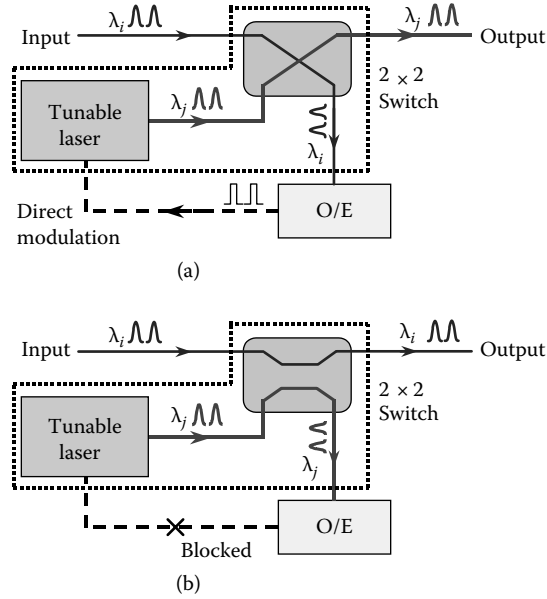 Input
λi
λj
Output
Tunable
laser
λj
2 × 2
Switch
λi
O/E
Direct
modulation
(a)
Input
λi
λi
Output
Tunable
laser
λj
2 × 2
Switch
λj
O/E
Blocked
(b)